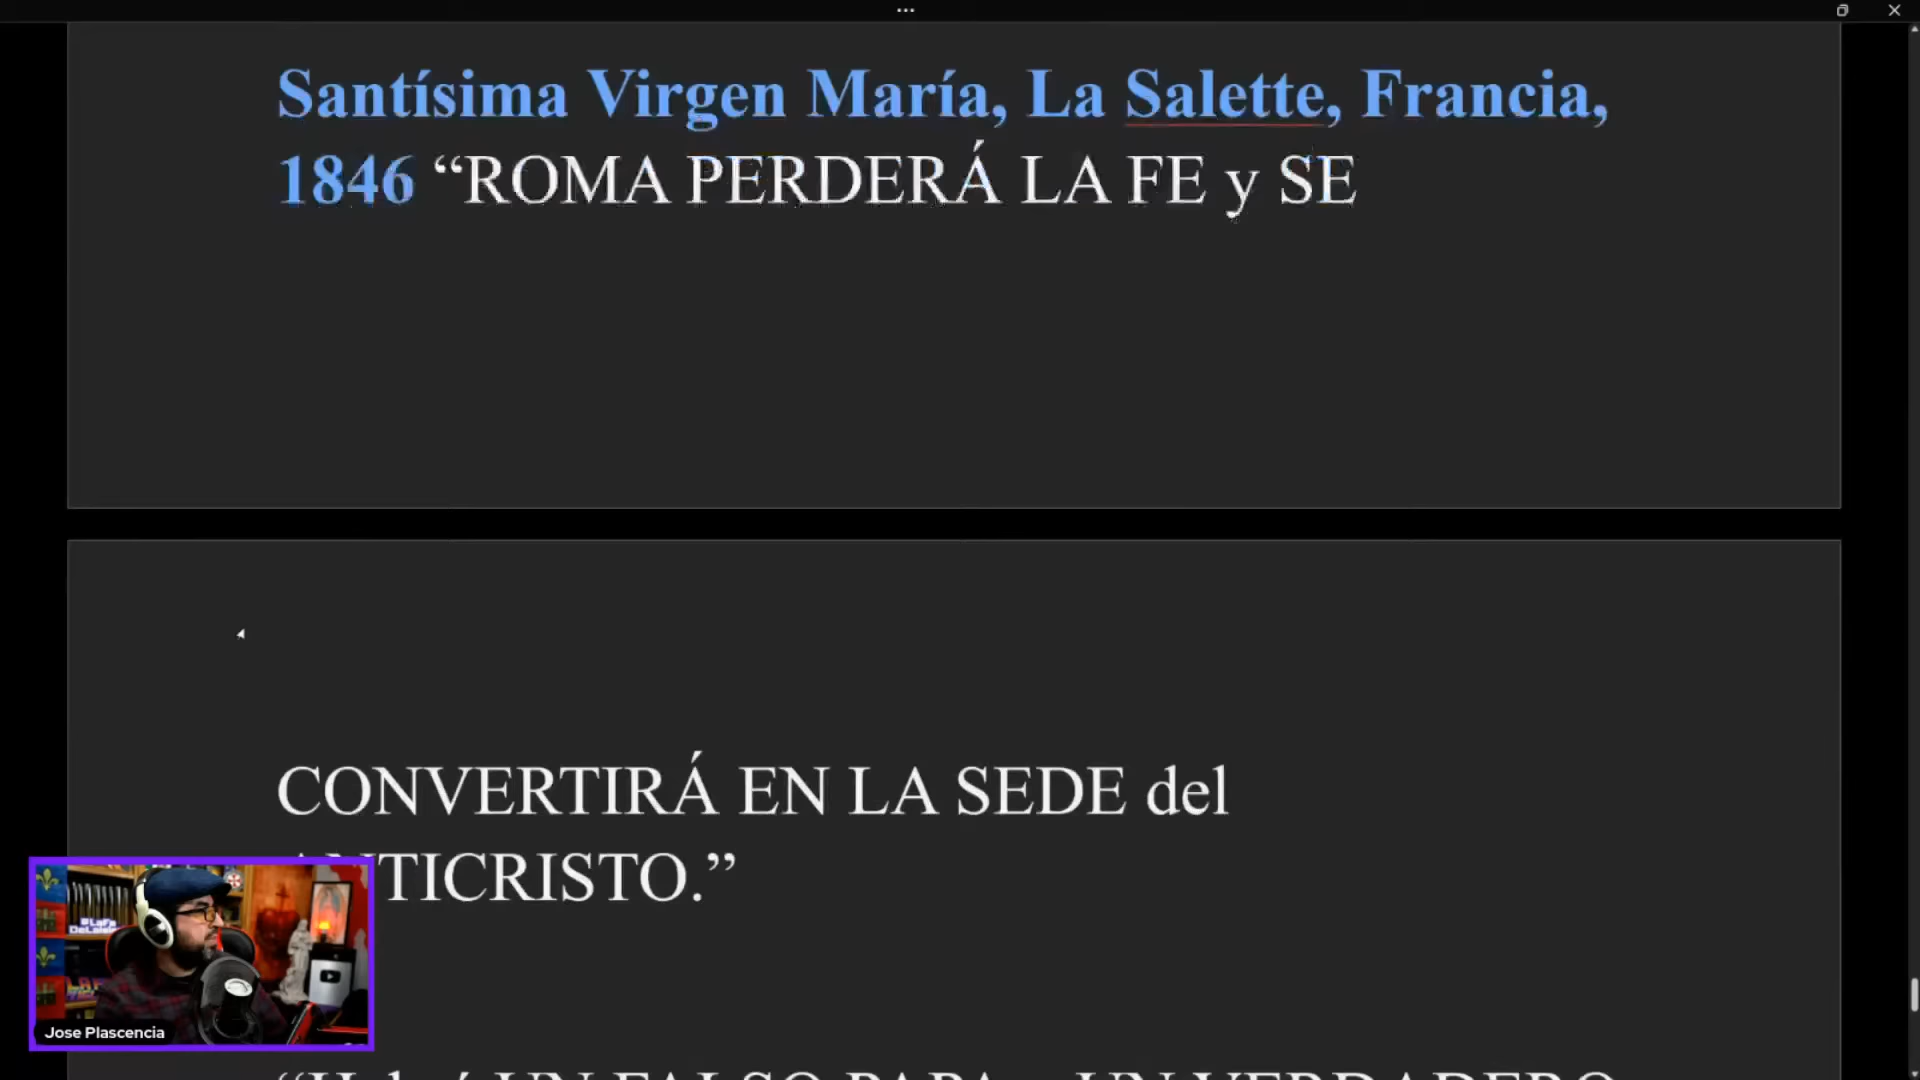 Santísima Virgen María, La Salette, Francia,
1846 “ROMA PERDERÁ LA FE y SE
CONVERTIRÁ EN LA SEDE del
ANTICRISTO.”
Jose Plascencia